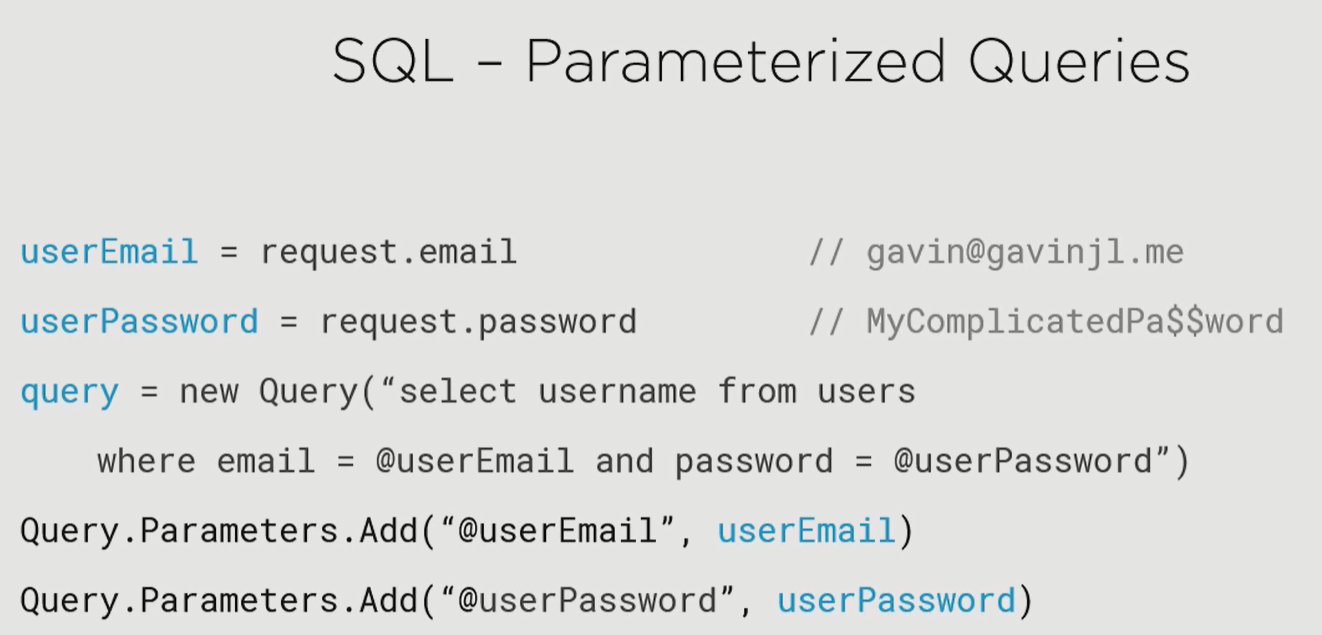 SQL – Parameterized Queries
userEmail = request.email // gavin@gavinjl.me
userPassword = request.password // MyComplicatedPa$$word
query = new Query(“select username from users
where email = @userEmail and password = @userPassword”)
Query.Parameters.Add(“@userEmail”, userEmail)
Query.Parameters.Add(“@userPassword”, userPassword)